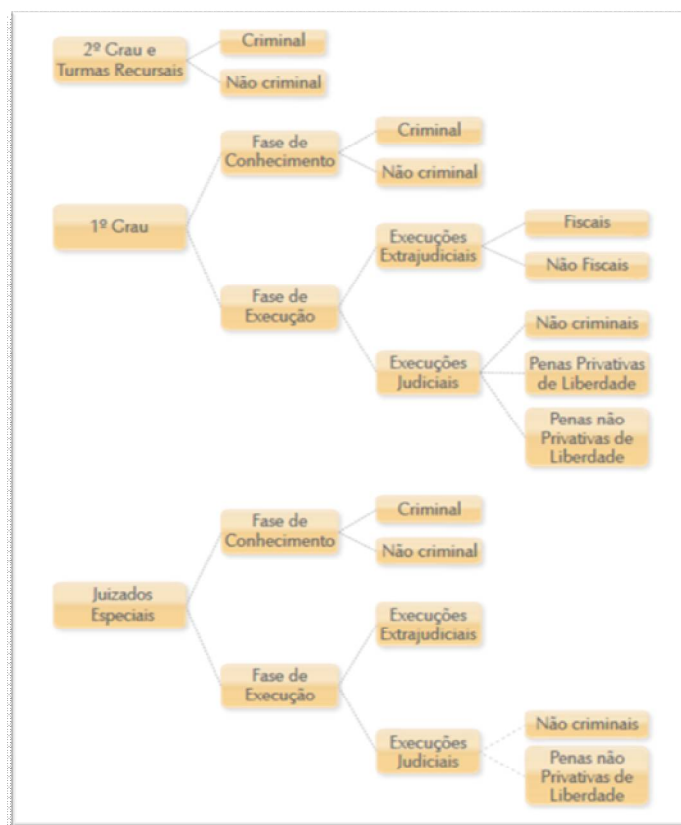 2º Grau e
Turmas Recursais
Criminal
Não criminal
1º Grau
Fase de
Conhecimento
Criminal
Não criminal
Fase de
Execução
Execuções
Extrajudiciais
Fiscais
Não Fiscais
Execuções
Judiciais
Não criminais
Penas Privativas
de Liberdade
Penas não
Privativas de
Liberdade
Juizados
Especiais
Fase de
Conhecimento
Criminal
Não criminal
Fase de
Execução
Execuções
Extrajudiciais
Execuções
Judiciais
Não criminais
Penas não
Privativas de
Liberdade